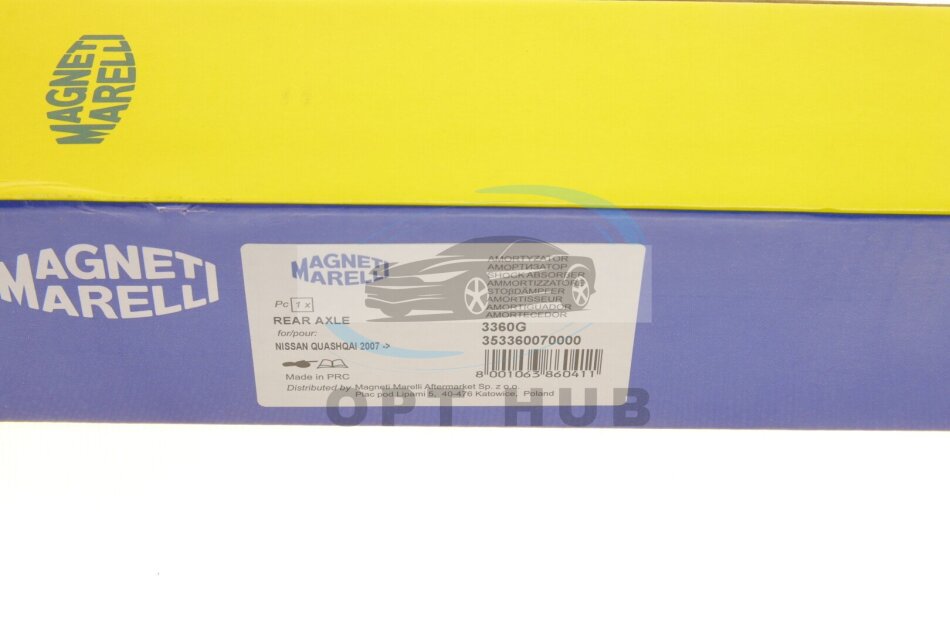 MAGNETI
MARELLI
MAGNETI
MARELLI
MAGNETI
MARELLI
Pc 1 x
REAR AXLE
for/pour:
NISSAN QUASHQAI 2007 ->
Made in PRC
Distributed by Magneti Marelli Aftermarket Sp. z o.o.
Plac pod Lipami 5, 40-476 Katowice, Poland
AMORTYZATOR
АМОРТИЗАТОР
SHOCK ABSORBER
AMMORTIZZATORE
STOßDÄMPFER
AMORTISSEUR
AMORTIGUADOR
AMORTECEDOR
3360G
353360070000
8 001063 860411
OPT HUB